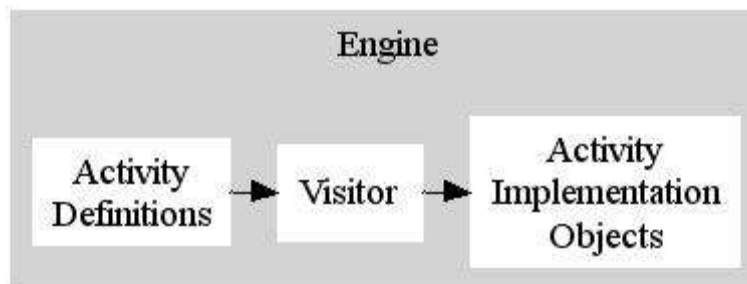 Engine
Activity
Definitions
Visitor
Activity
Implementation
Objects